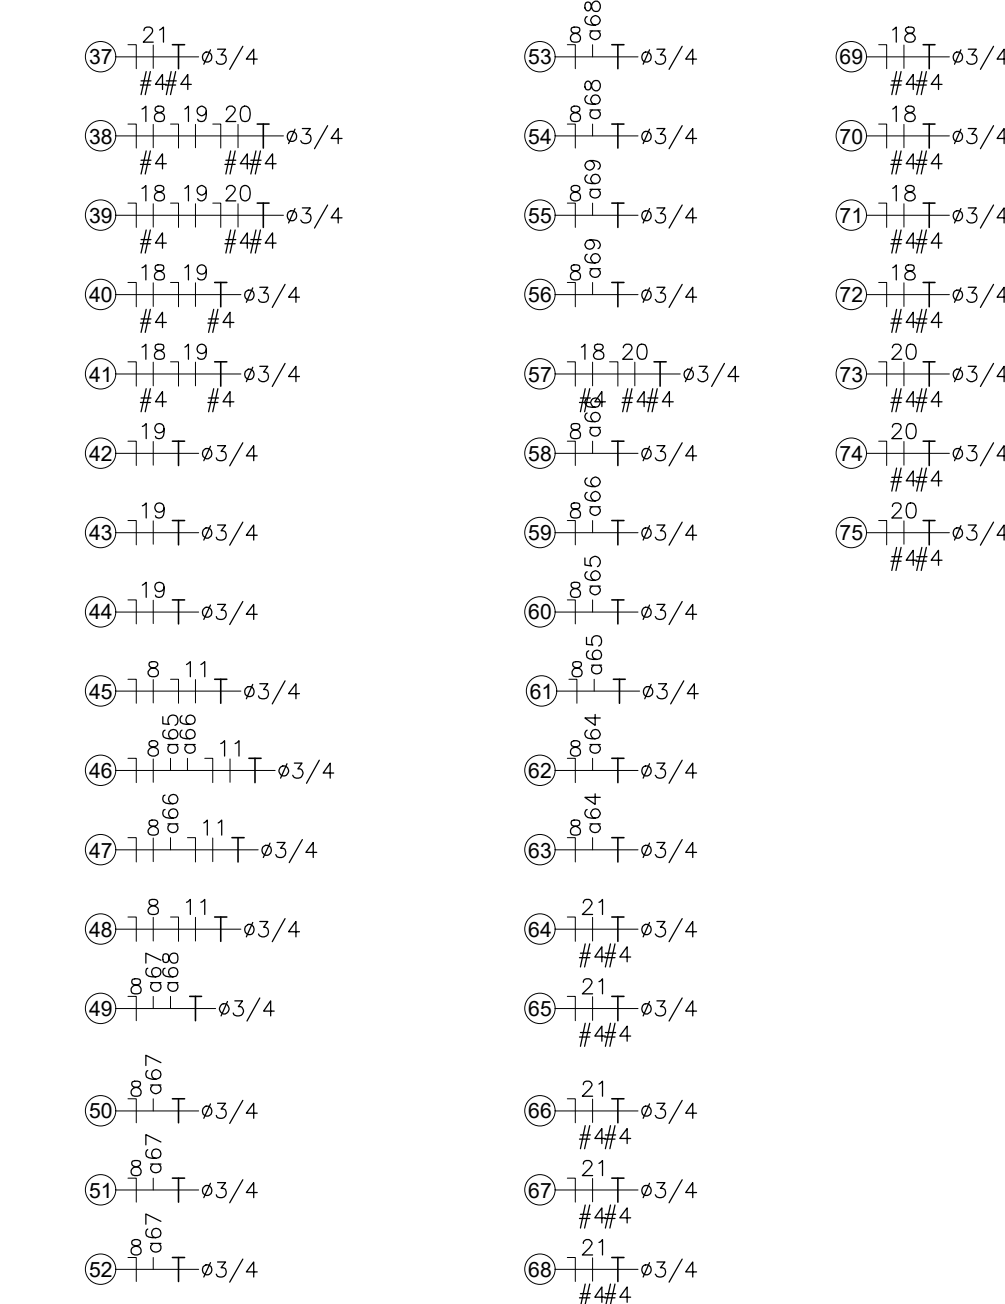 37 21 ø3/4
#4#4
38 18 19 20 ø3/4
#4 #4#4
39 18 19 20 ø3/4
#4 #4#4
40 18 19 ø3/4
#4 #4
41 18 19 ø3/4
#4 #4
42 19 ø3/4
43 19 ø3/4
44 19 ø3/4
45 8 11 ø3/4
46 8 a65 a66 11 ø3/4
47 8 a66 11 ø3/4
48 8 11 ø3/4
49 8 a67 a68 ø3/4
50 8 a67 ø3/4
51 8 a67 ø3/4
52 8 a67 ø3/4
53 8 a68 ø3/4
54 8 a68 ø3/4
55 8 a69 ø3/4
56 8 a69 ø3/4
57 18 20 ø3/4
#4 #4#4
58 8 a66 ø3/4
59 8 a66 ø3/4
60 8 a65 ø3/4
61 8 a65 ø3/4
62 8 a64 ø3/4
63 8 a64 ø3/4
64 21 ø3/4
#4#4
65 21 ø3/4
#4#4
66 21 ø3/4
#4#4
67 21 ø3/4
#4#4
68 21 ø3/4
#4#4
69 18 ø3/4
#4#4
70 18 ø3/4
#4#4
71 18 ø3/4
#4#4
72 18 ø3/4
#4#4
73 20 ø3/4
#4#4
74 20 ø3/4
#4#4
75 20 ø3/4
#4#4